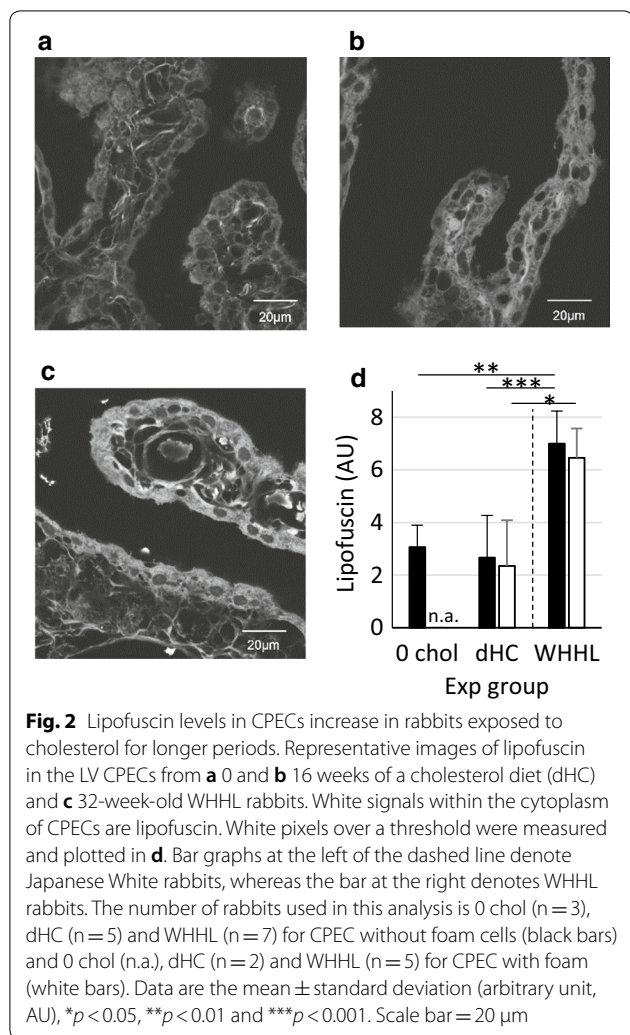 a
b
20μm
20μm
c
20μm
d
**
***
*
8
6
4
2
0
Lipofuscin (AU)
n.a.
0 chol dHC WHHL
Exp group
Fig. 2 Lipofuscin levels in CPECs increase in rabbits exposed to
cholesterol for longer periods. Representative images of lipofuscin
in the LV CPECs from a 0 and b 16 weeks of a cholesterol diet (dHC)
and c 32-week-old WHHL rabbits. White signals within the cytoplasm
of CPECs are lipofuscin. White pixels over a threshold were measured
and plotted in d. Bar graphs at the left of the dashed line denote
Japanese White rabbits, whereas the bar at the right denotes WHHL
rabbits. The number of rabbits used in this analysis is 0 chol (n = 3),
dHC (n = 5) and WHHL (n = 7) for CPEC without foam cells (black bars)
and 0 chol (n.a.), dHC (n = 2) and WHHL (n = 5) for CPEC with foam
(white bars). Data are the mean ± standard deviation (arbitrary unit,
AU), *p < 0.05, **p < 0.01 and ***p < 0.001. Scale bar = 20 μm